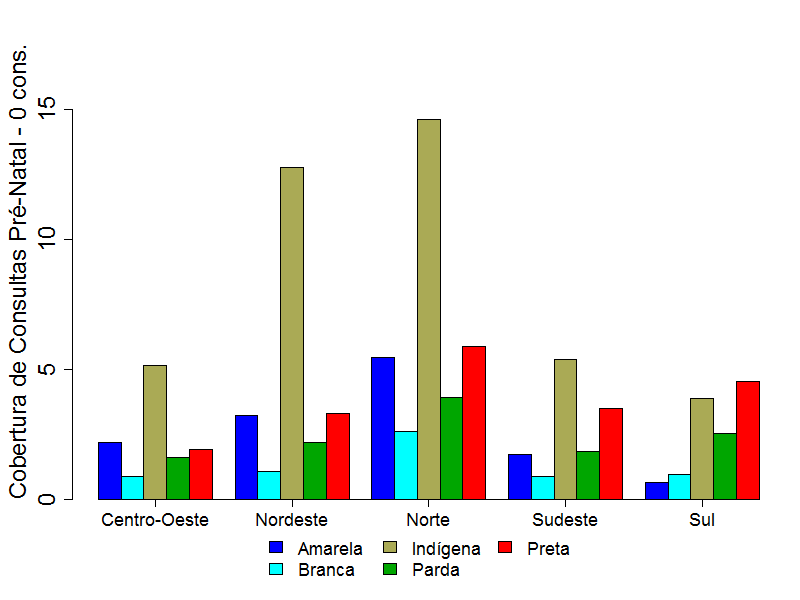 Cobertura de Consultas Pré-Natal - 0 cons.
15
10
5
0
Centro-Oeste Nordeste Norte Sudeste Sul
Amarela Indígena Preta
Branca Parda